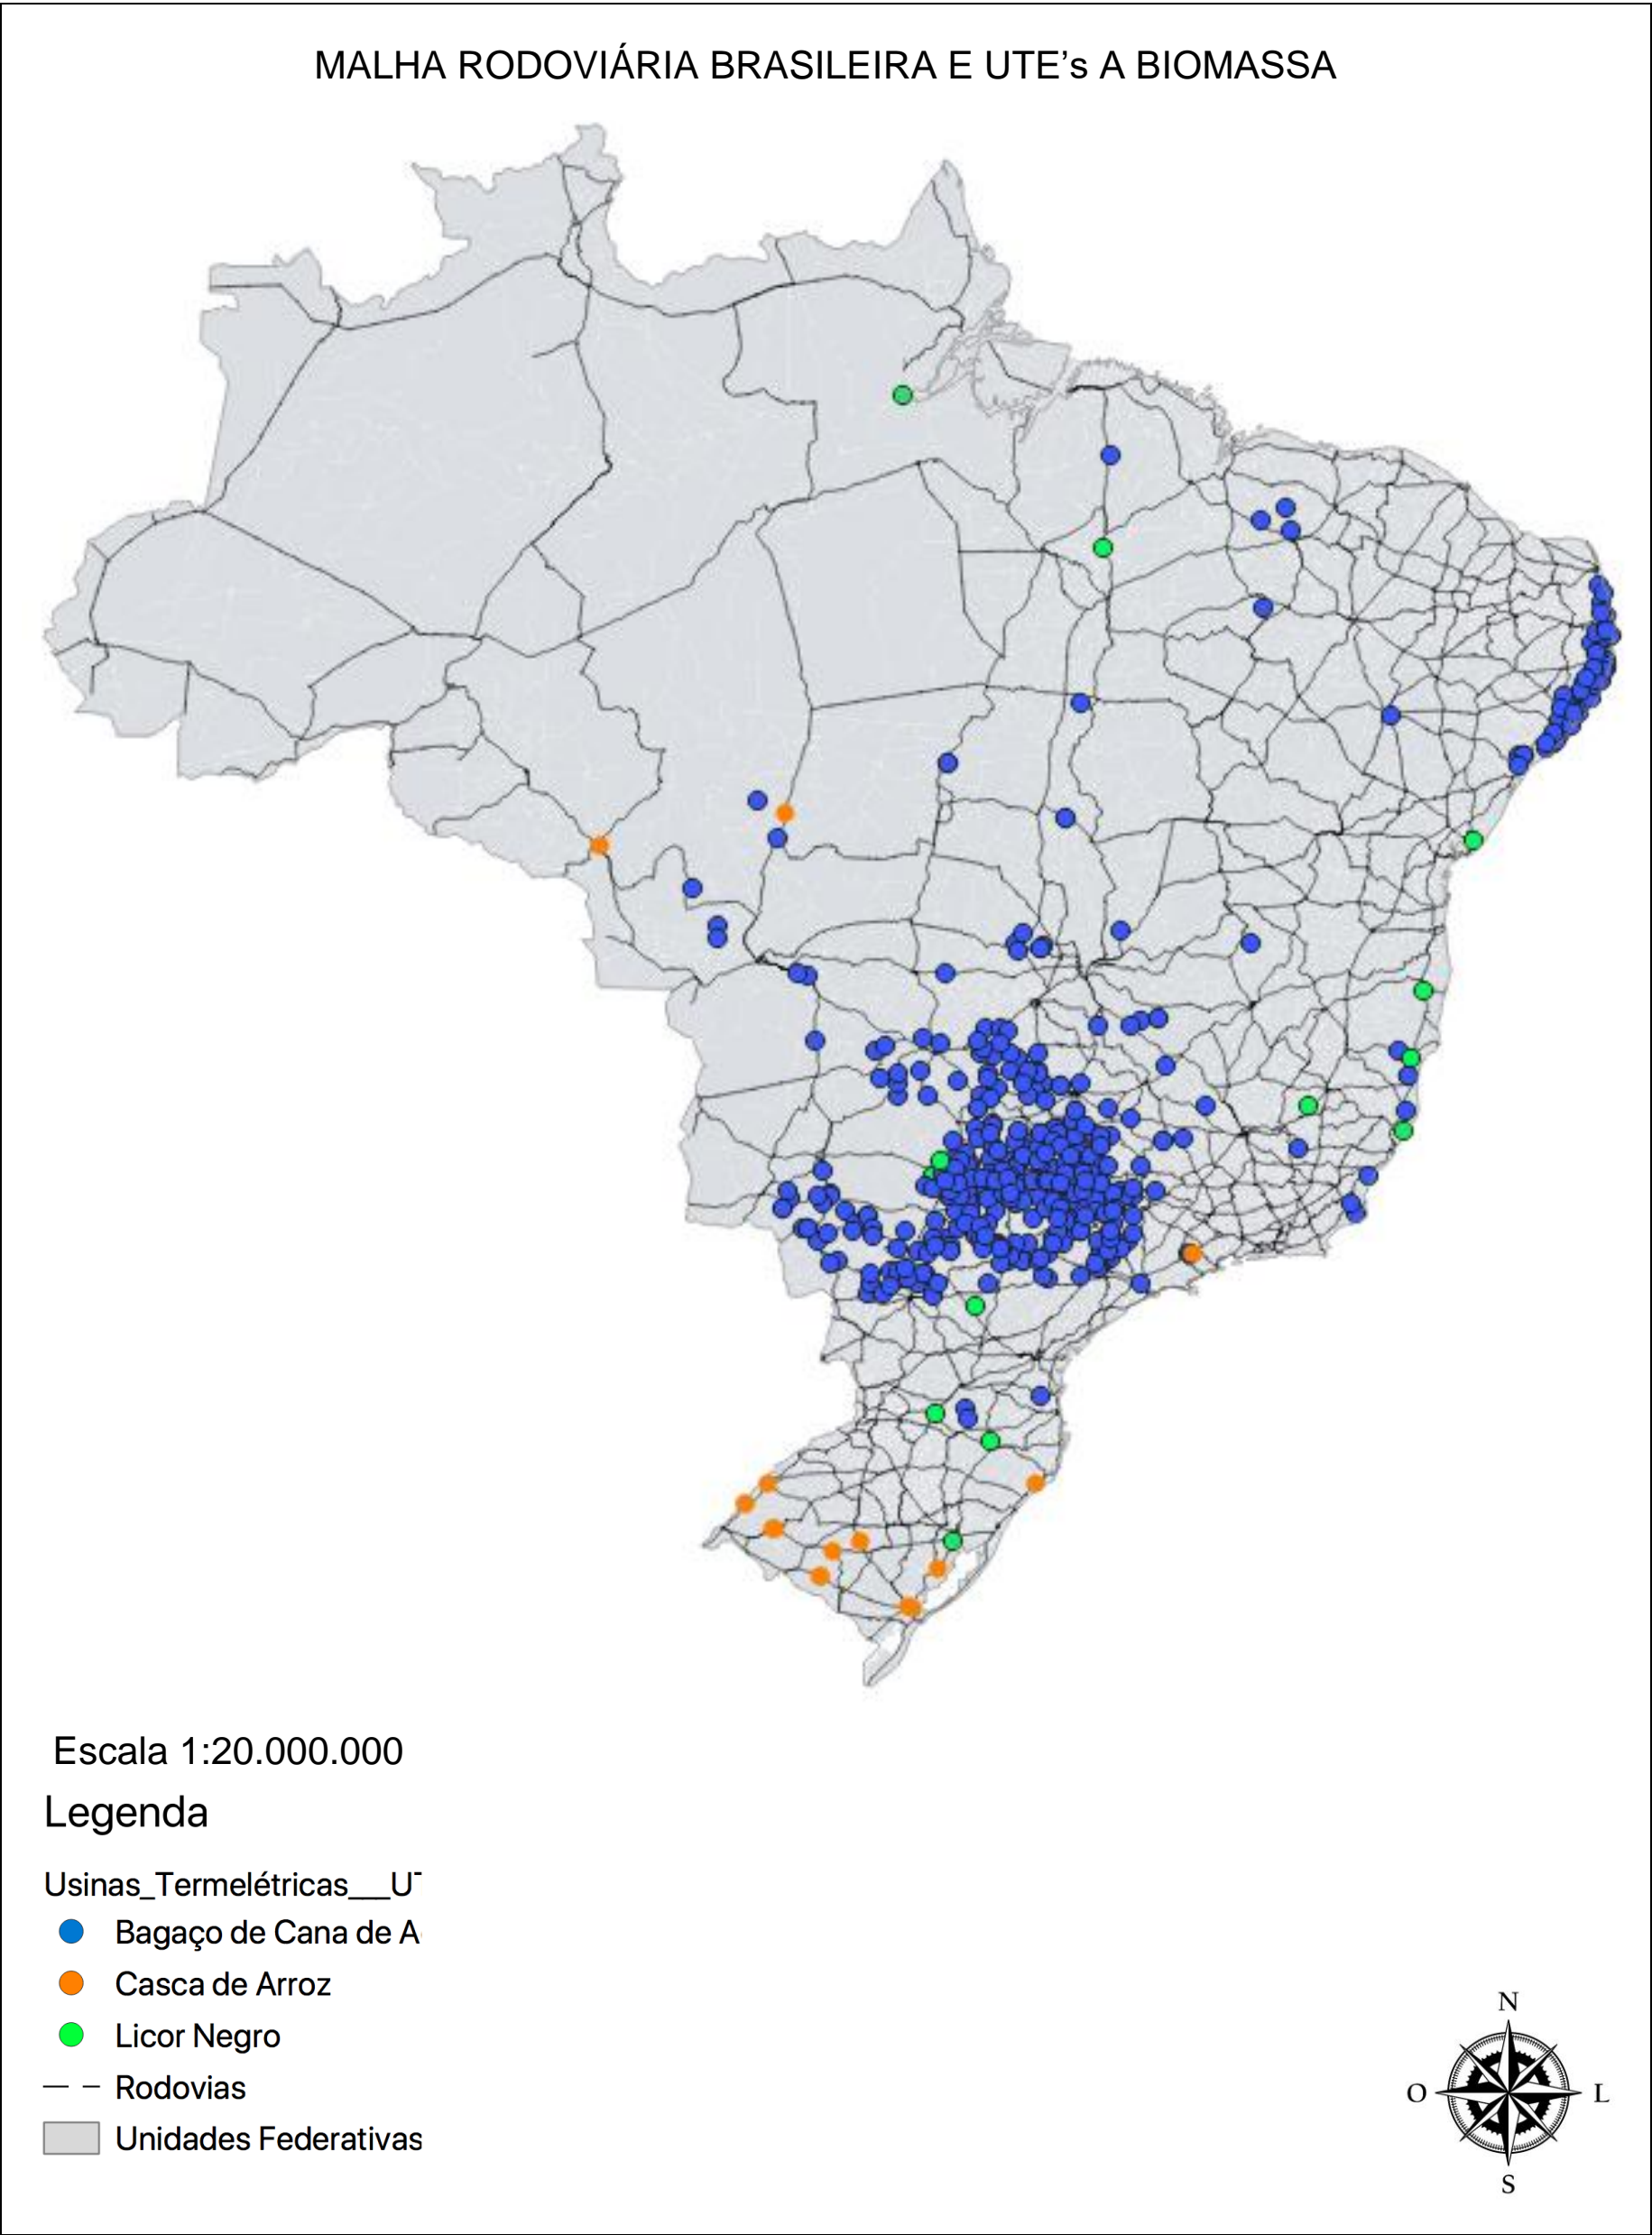 MALHA RODOVIÁRIA BRASILEIRA E UTE’s A BIOMASSA
Escala 1:20.000.000
Legenda
Usinas_Termelétricas__U
Bagaço de Cana de A
Casca de Arroz
Licor Negro
Rodovias
Unidades Federativas
N
O
L
S